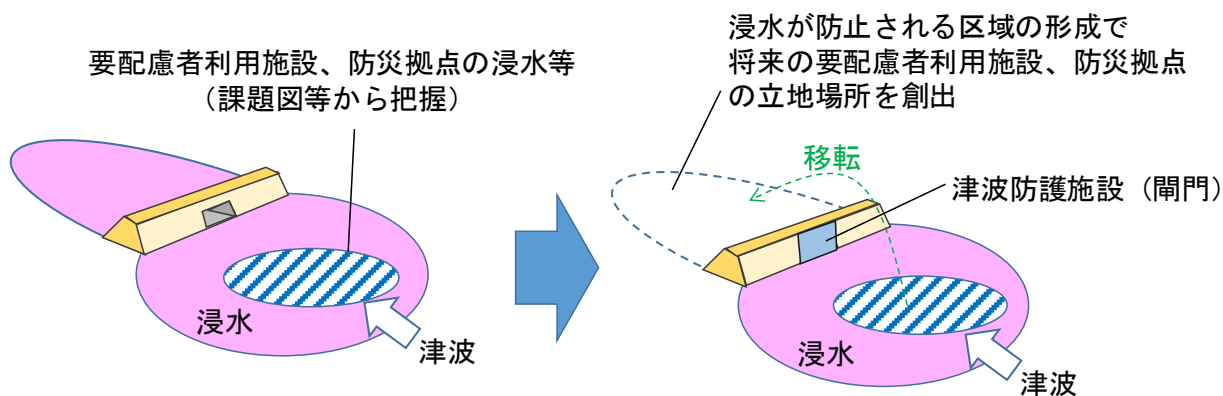 要配慮者利用施設、防災拠点の浸水等
（課題図等から把握）
浸水
津波
浸水が防止される区域の形成で
将来の要配慮者利用施設、防災拠点
の立地場所を創出
移転
津波防護施設（閘門）
浸水
津波